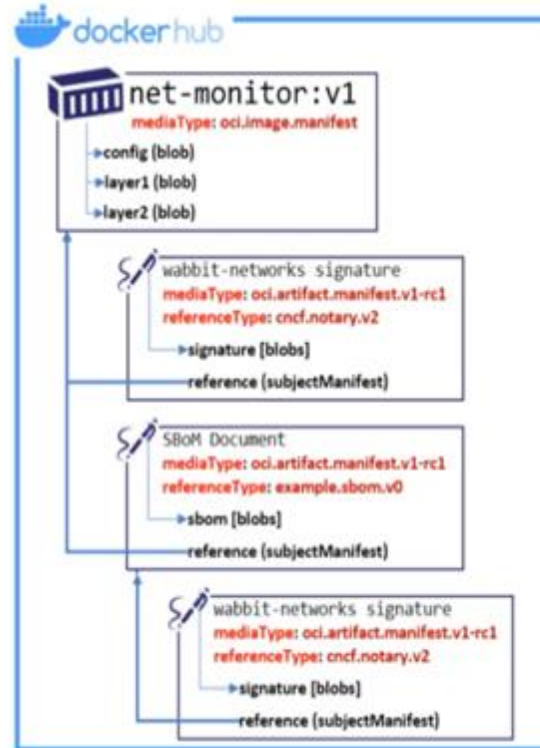 dockerhub
net-monitor:v1
mediaType: oci.image.manifest
config (blob)
layer1 (blob)
layer2 (blob)
wabbit-networks signature
mediaType: oci.artifact.manifest.v1-rc1
referenceType: cncf.notary.v2
signature [blobs]
reference (subjectManifest)
SBoM Document
mediaType: oci.artifact.manifest.v1-rc1
referenceType: example.sbom.v0
sbom [blobs]
reference (subjectManifest)
wabbit-networks signature
mediaType: oci.artifact.manifest.v1-rc1
referenceType: cncf.notary.v2
signature [blobs]
reference (subjectManifest)